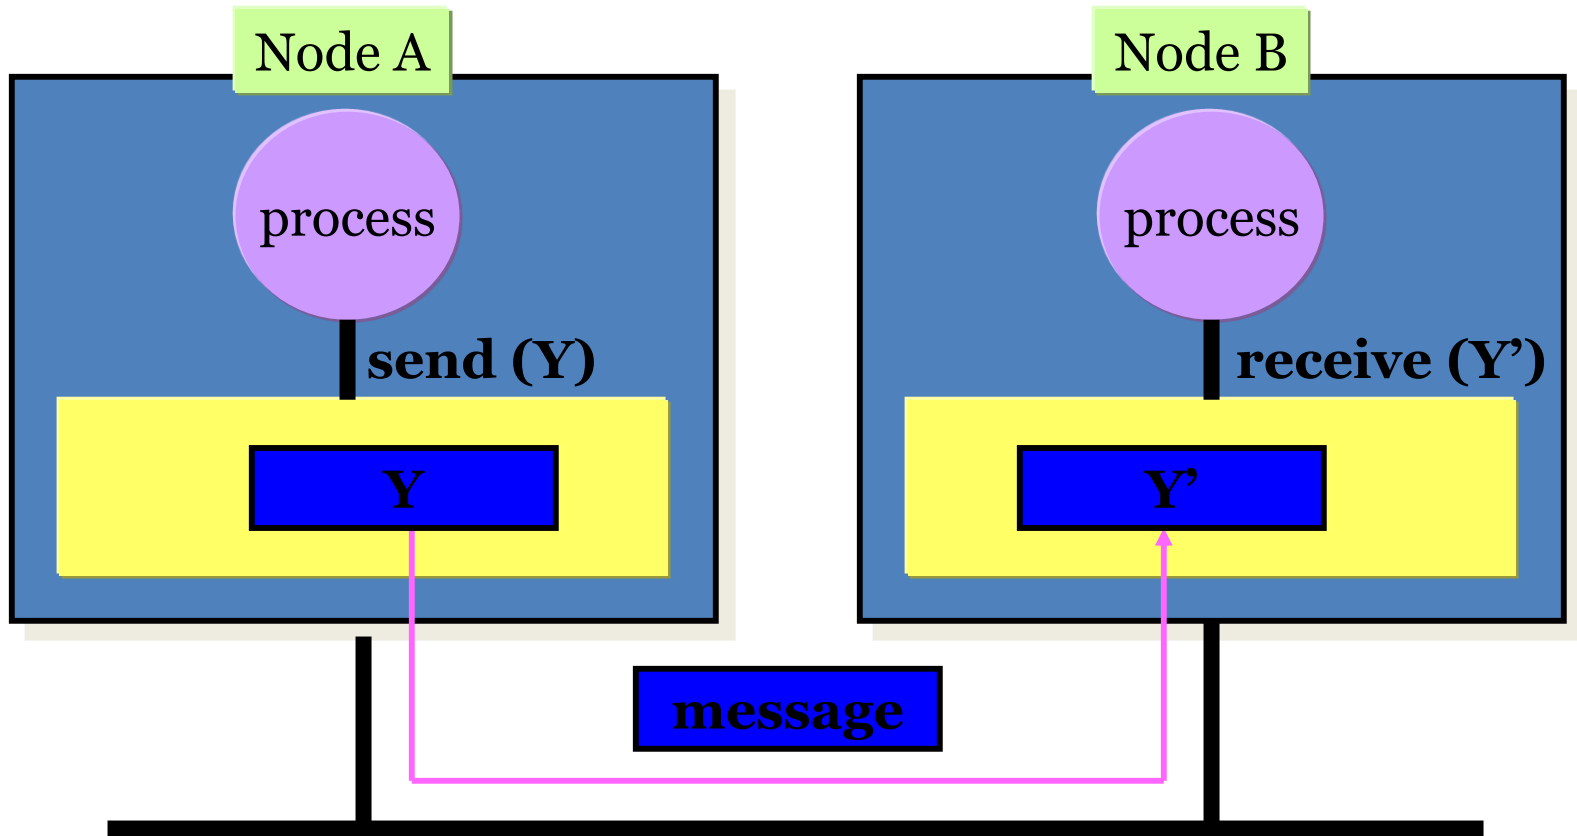 Node A
Node B
process
process
send (Y)
receive (Y’)
Y
Y’
message